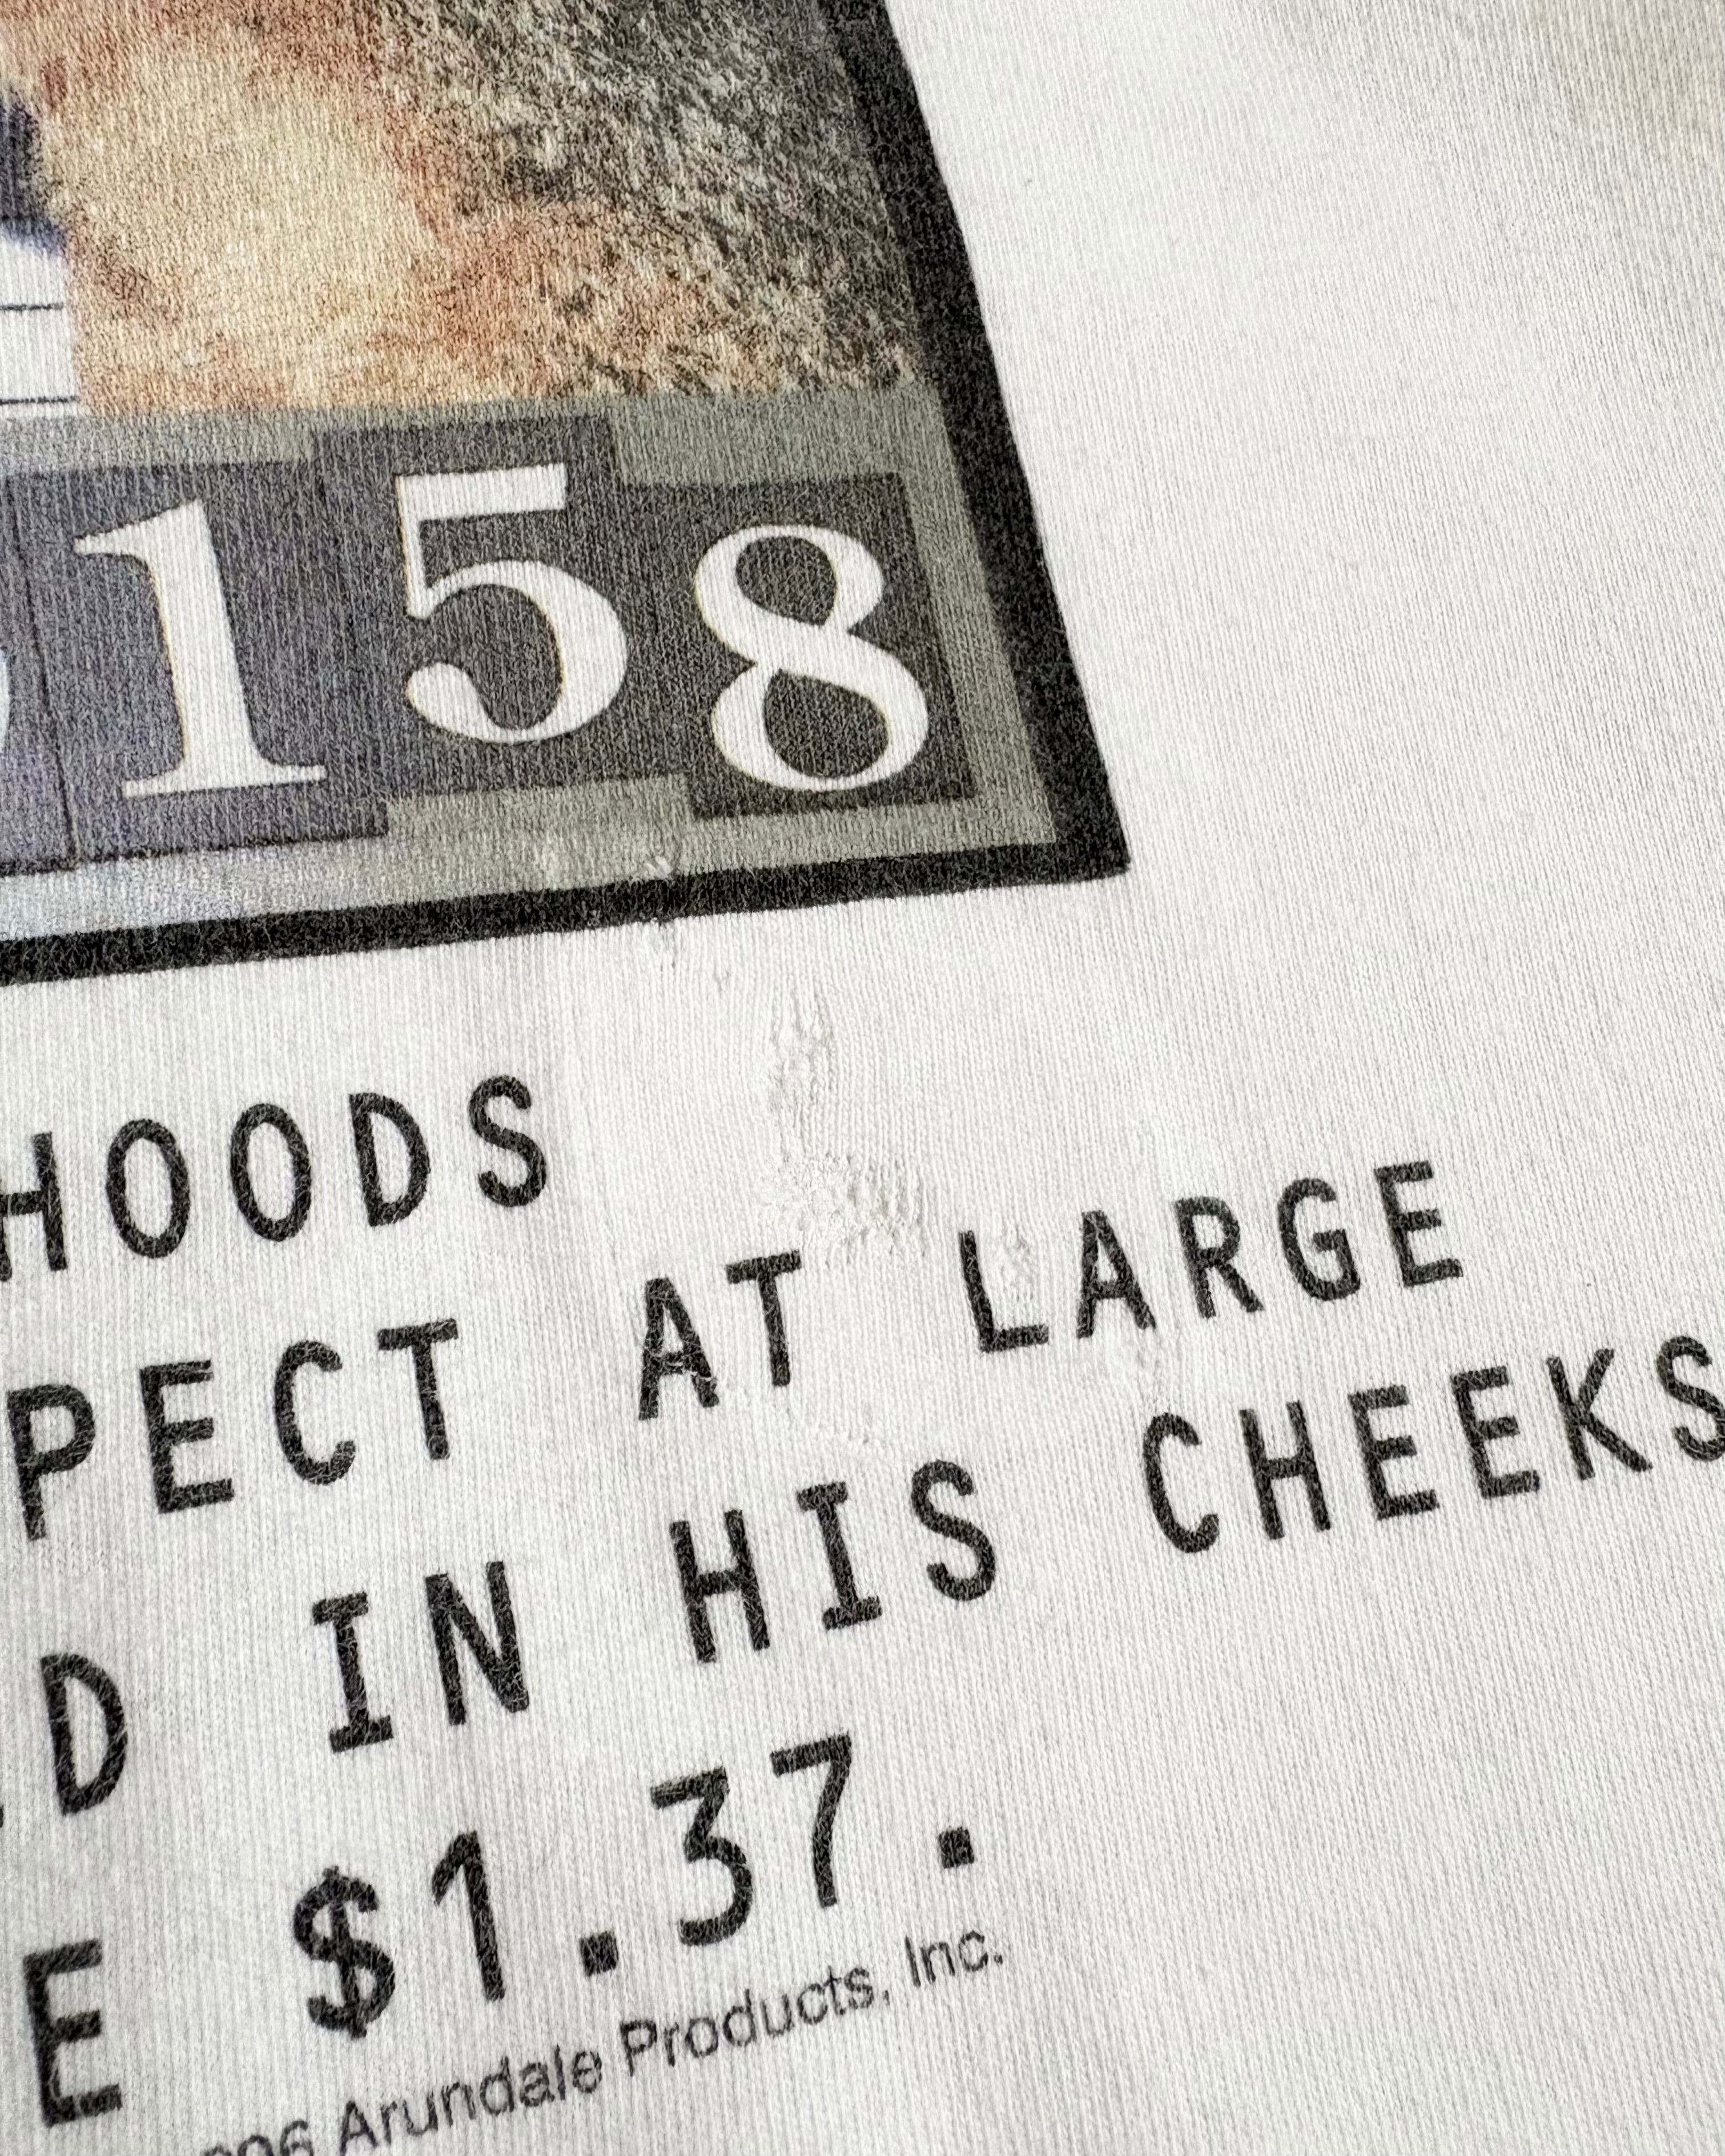 158
HOODS
PECT AT LARGE
D IN HIS CHEEKS
E $1.37.
Arundale Products, Inc.